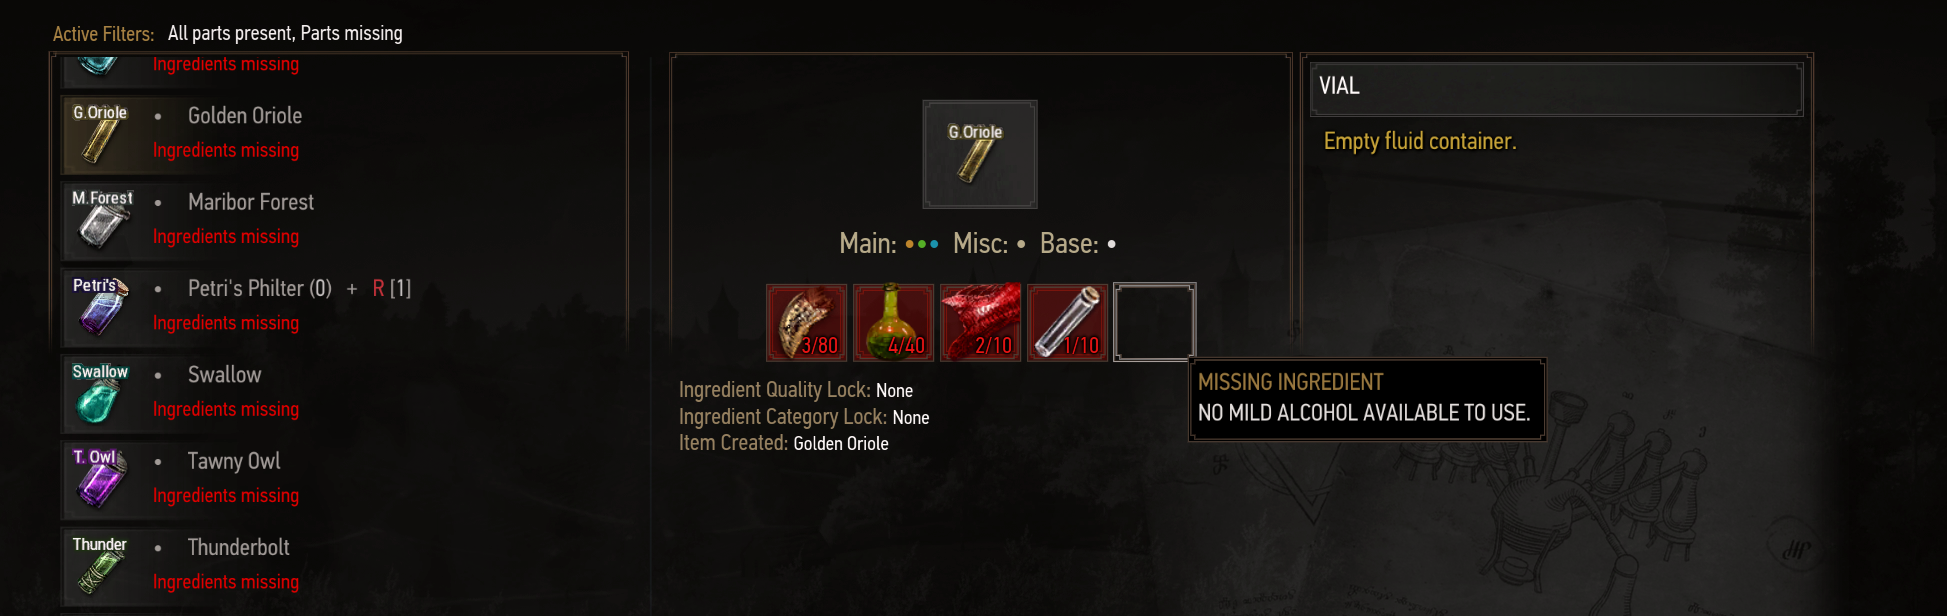 Active Filters: All parts present, Parts missing
Ingredients missing
G.Oriole
• Golden Oriole
Ingredients missing
M.Forest
• Maribor Forest
Ingredients missing
Petri's
• Petri's Philter (0) + R [1]
Ingredients missing
Swallow
• Swallow
Ingredients missing
T. Owl
• Tawny Owl
Ingredients missing
Thunder
• Thunderbolt
Ingredients missing
G.Oriole
Main: ••• Misc: • Base: •
3/80 4/40 2/10 1/10
Ingredient Quality Lock: None
Ingredient Category Lock: None
Item Created: Golden Oriole
MISSING INGREDIENT
NO MILD ALCOHOL AVAILABLE TO USE.
VIAL
Empty fluid container.